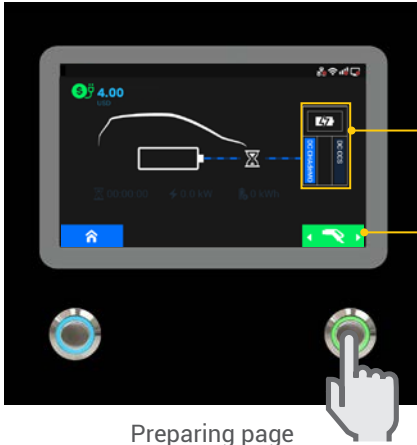 $ 4.00
USD
DC CHAdeMO
DC CCS
00:00:00 0.0 kW 0 kWh
Preparing page